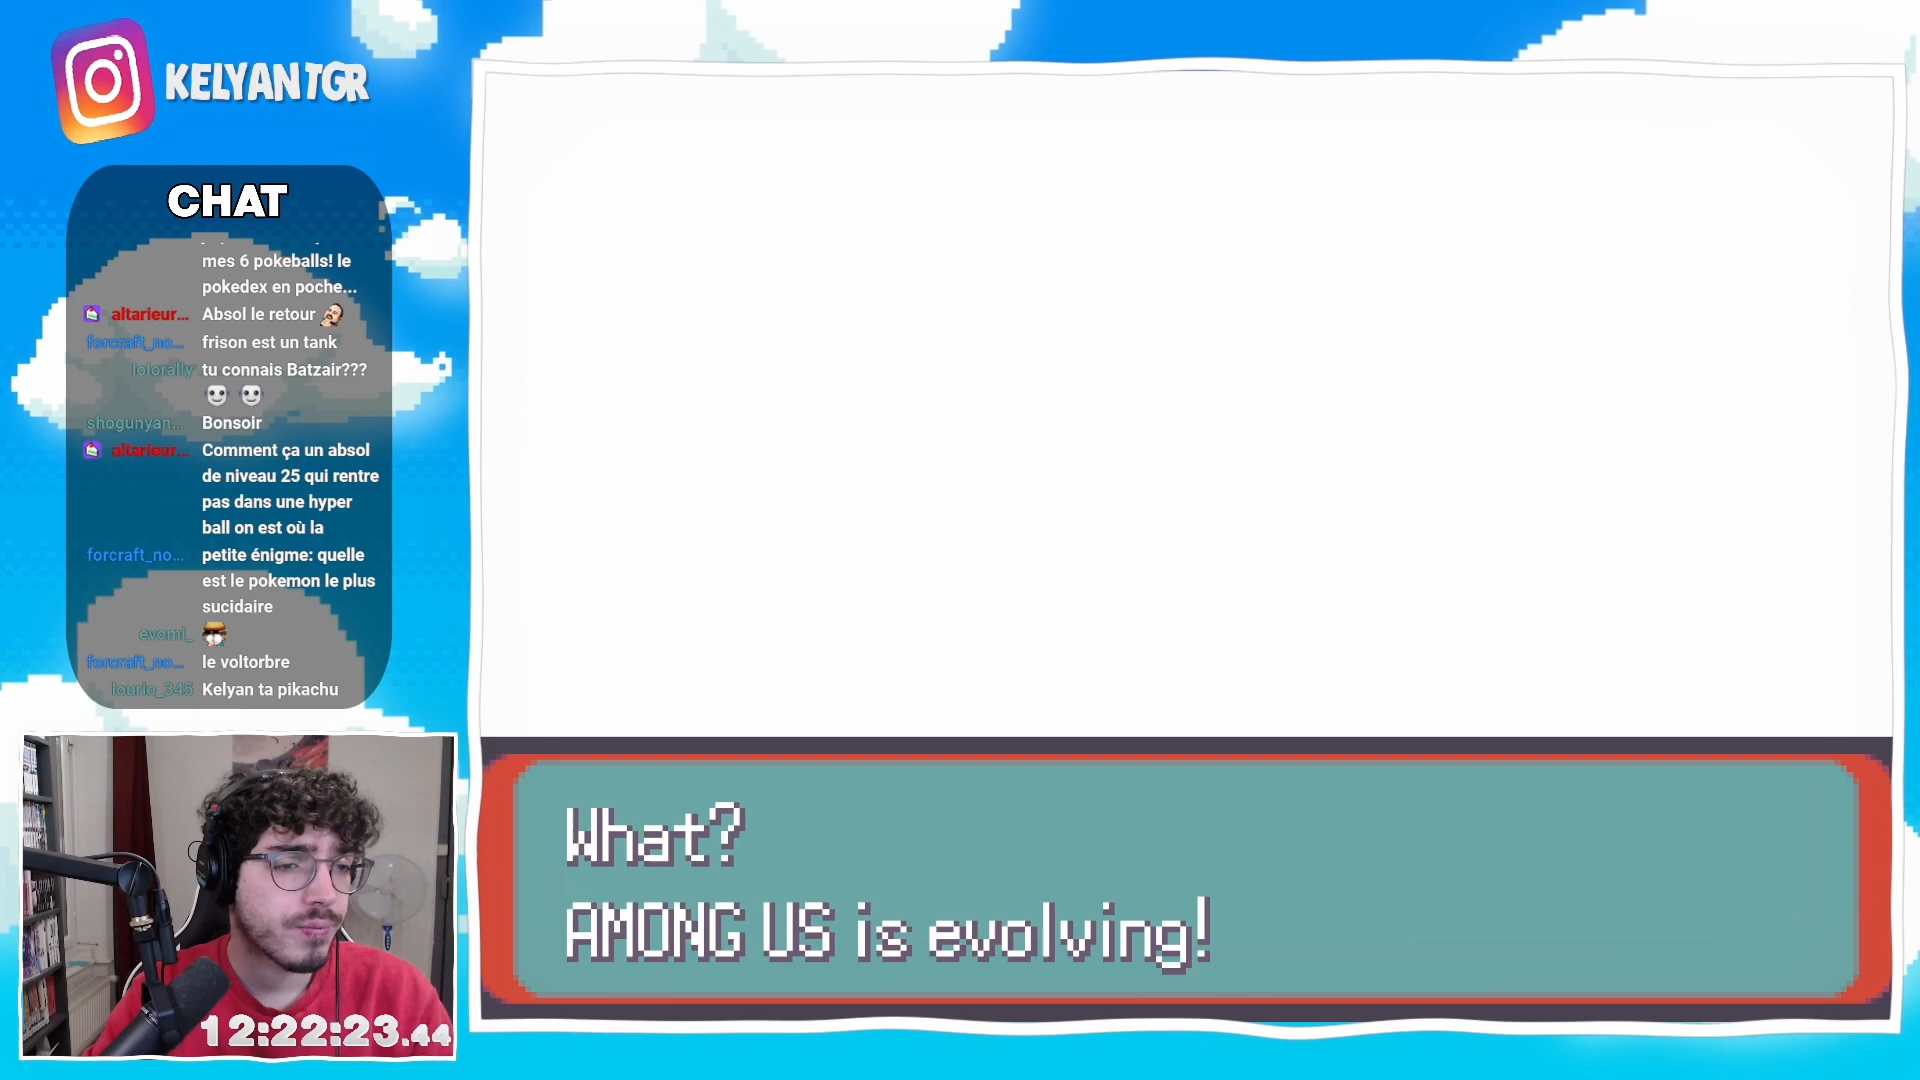 KELYANTGR
CHAT
mes 6 pokeballs! le
pokedex en poche...
altarieur... Absol le retour
forcraft_no... frison est un tank
lolorally tu connais Batzair???
shogunyan... Bonsoir
altarieur... Comment ça un absol
de niveau 25 qui rentre
pas dans une hyper
ball on est où la
forcraft_no... petite énigme: quelle
est le pokemon le plus
sucidaire
evomi_
forcraft_no... le voltorbre
lourio_345 Kelyan ta pikachu
What?
AMONG US is evolving!
12:22:23.44